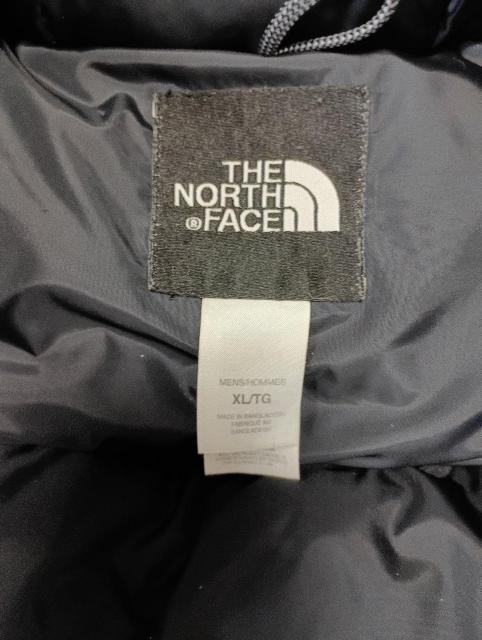 THE
NORTH
®FACE
MENS/HOMMES
XL/TG
MADE IN BANGLADESH
FABRIQUÉ AU
BANGLADESH